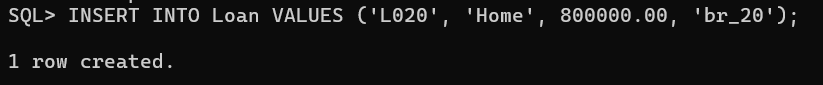 SQL> INSERT INTO Loan VALUES ('L020', 'Home', 800000.00, 'br_20');
1 row created.